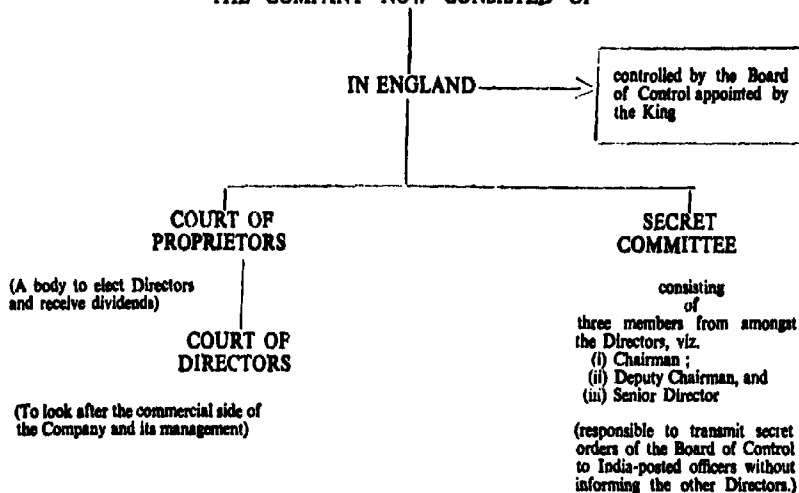 THE COMPANY NOW CONSISTED OF
IN ENGLAND
controlled by the Board
of Control appointed by
the King
COURT OF
PROPRIETORS
(A body to elect Directors
and receive dividends)
COURT OF
DIRECTORS
(To look after the commercial side of
the Company and its management)
SECRET
COMMITTEE
consisting
of
three members from amongst
the Directors, viz.
(i) Chairman ;
(ii) Deputy Chairman, and
(iii) Senior Director
(responsible to transmit secret
orders of the Board of Control
to India-posted officers without
informing the other Directors.)